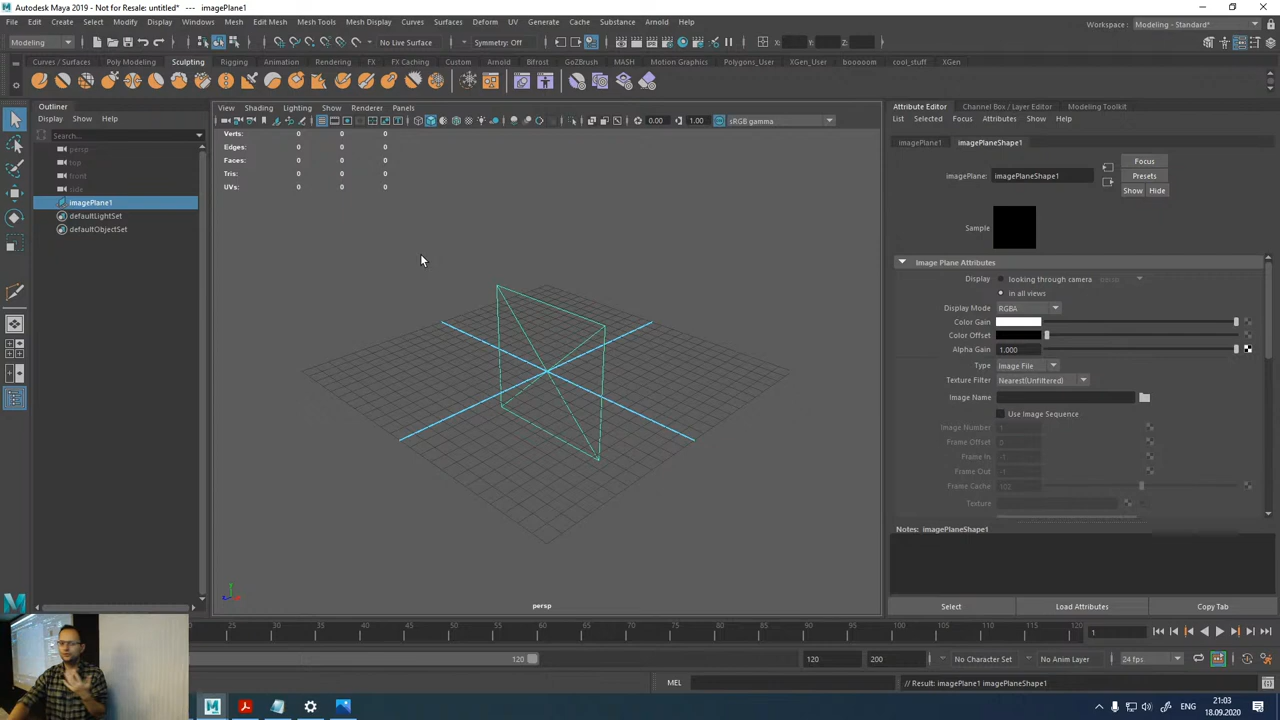 Autodesk Maya 2019 - Not for Resale: untitled*  ---  imagePlane1
File Edit Create Select Modify Display Windows Mesh Edit Mesh Mesh Tools Mesh Display Curves Surfaces Deform UV Generate Cache Substance Arnold Help
Workspace : Modeling - Standard*
Modeling No Live Surface Symmetry: Off X: Y: Z:
Curves / Surfaces Poly Modeling Sculpting Rigging Animation Rendering FX FX Caching Custom Arnold Bifrost GoZBrush MASH Motion Graphics Polygons_User XGen_User booooom cool_stuff XGen
Outliner
Display Show Help
Search...
persp
top
front
side
imagePlane1
defaultLightSet
defaultObjectSet
View Shading Lighting Show Renderer Panels
0.00 1.00 sRGB gamma
Verts: 0 0 0
Edges: 0 0 0
Faces: 0 0 0
Tris: 0 0 0
UVs: 0 0 0
persp
Attribute Editor Channel Box / Layer Editor Modeling Toolkit
List Selected Focus Attributes Show Help
imagePlane1 imagePlaneShape1
imagePlane: imagePlaneShape1
Focus
Presets
Show Hide
Sample
Image Plane Attributes
Display looking through camera
in all views
Display Mode RGBA
Color Gain
Color Offset
Alpha Gain 1.000
Type Image File
Texture Filter Nearest(Unfiltered)
Image Name
Use Image Sequence
Image Number 1
Frame Offset 0
Frame In -1
Frame Out -1
Frame Cache 102
Texture
Notes: imagePlaneShape1
Select Load Attributes Copy Tab
25 30 35 40 45 50 55 60 65 70 75 80 85 90 95 100 105 110 115 120
1
120 120 200 No Character Set No Anim Layer 24 fps
MEL // Result: imagePlane1 imagePlaneShape1
ENG 21:03
18.09.2020